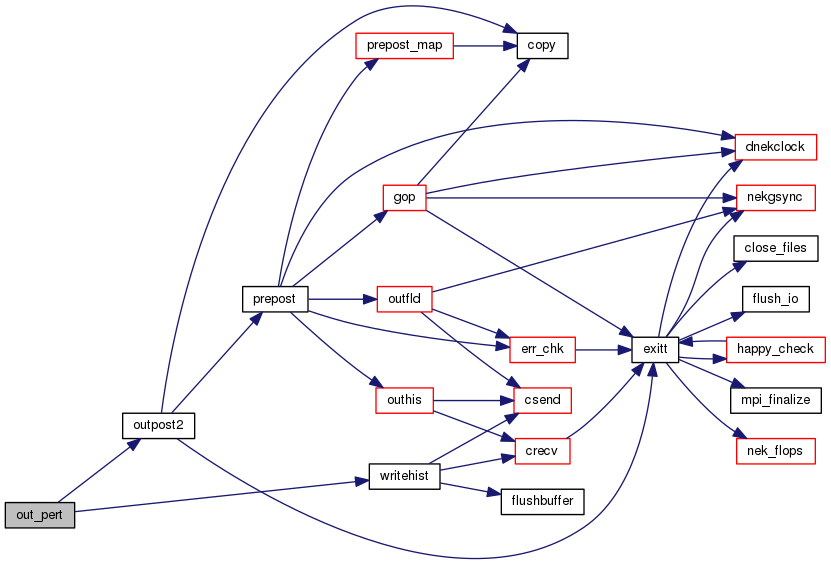 copy
prepost_map
dnekclock
gop
nekgsync
close_files
prepost
outfld
flush_io
err_chk
exitt
happy_check
outhis
csend
mpi_finalize
outpost2
crecv
nek_flops
writehist
flushbuffer
out_pert